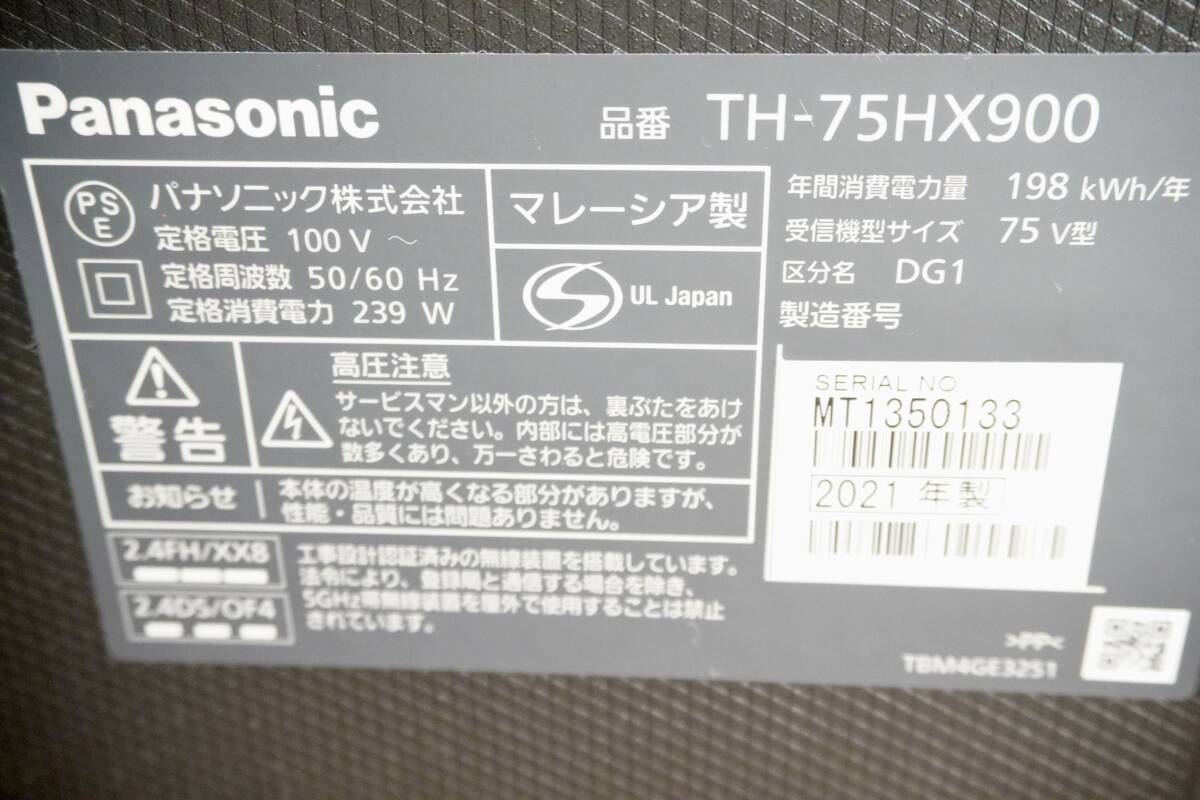 Panasonic
品番 TH-75HX900
PSE
パナソニック株式会社
定格電圧 100 V ～
定格周波数 50/60 Hz
定格消費電力 239 W
マレーシア製
UL Japan
年間消費電力量 198 kWh/年
受信機型サイズ 75 V型
区分名 DG1
製造番号
SERIAL NO
MT1350133
2021 年製
警告
高圧注意
サービスマン以外の方は、裏ぶたをあけ
ないでください。内部には高電圧部分が
数多くあり、万一さわると危険です。
お知らせ
本体の温度が高くなる部分がありますが、
性能・品質には問題ありません。
2.4FH/XX8
2.4DS/OF4
工事設計認証済みの無線装置を搭載しています。
法令により、登録局と通信する場合を除き、
5GHz帯無線装置を屋外で使用することは禁止
されています。
>PP<
TBM4GE3251